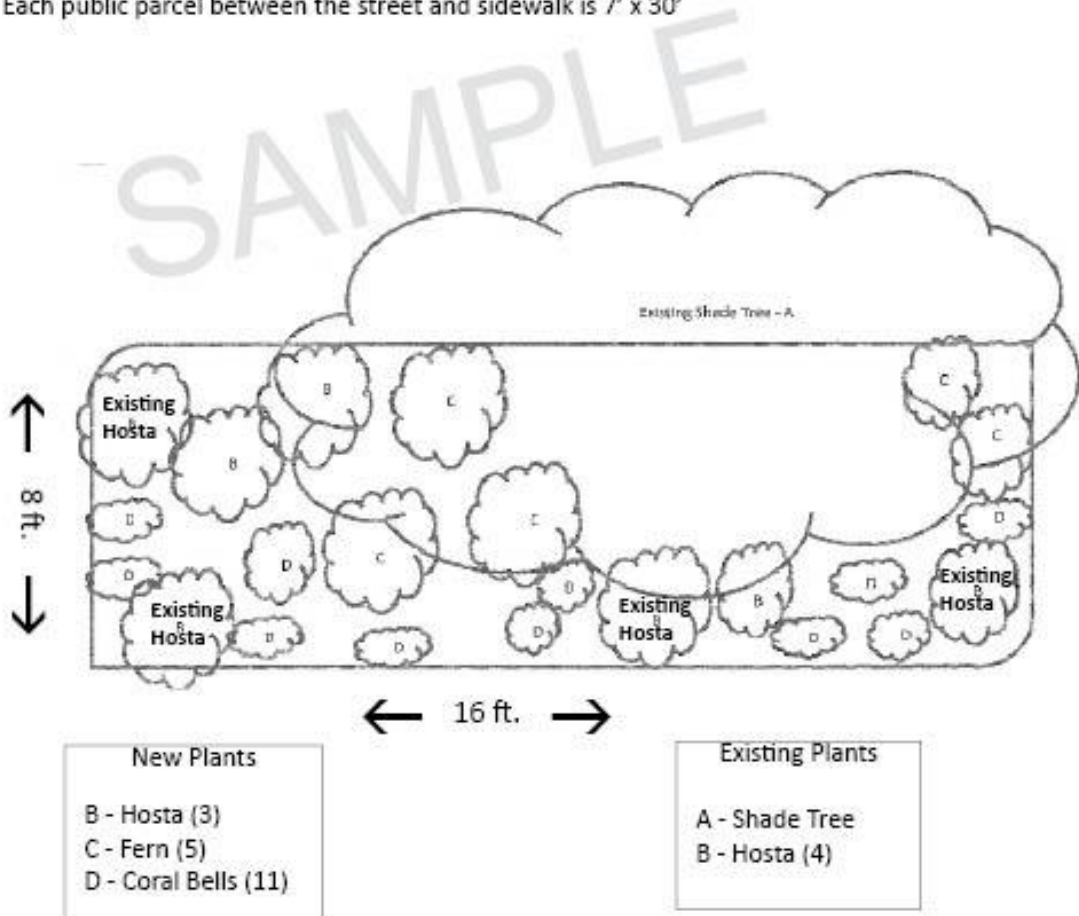 Each public parcel between the street and sidewalk is 7' x 30'
SAMPLE
Existing Shade Tree - A
B
C
C
Existing
Hosta
C
B
D
C
D
D
C
D
B
D
B
D
Existing
B
Hosta
Existing
B
Hosta
Existing
B
Hosta
D
D
D
D
D
8 ft.
16 ft.
New Plants
B - Hosta (3)
C - Fern (5)
D - Coral Bells (11)
Existing Plants
A - Shade Tree
B - Hosta (4)